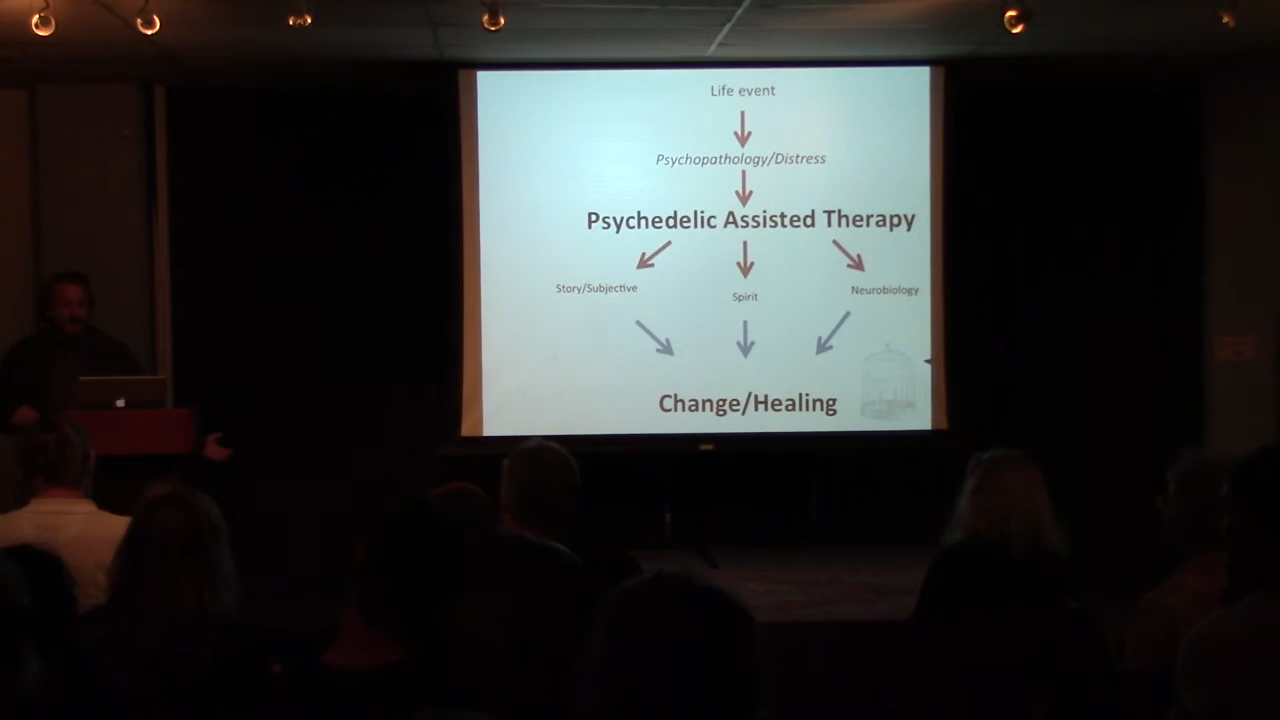 Life event
Psychopathology/Distress
Psychedelic Assisted Therapy
Story/Subjective
Spirit
Neurobiology
Change/Healing